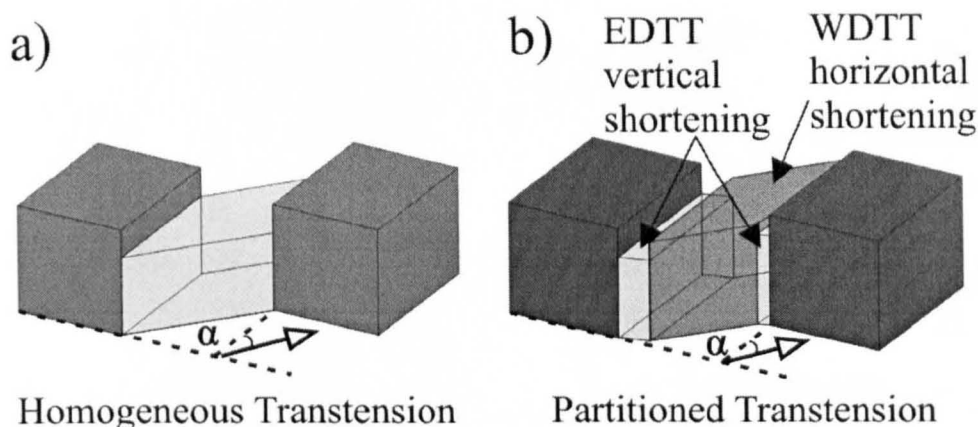 a)
α
Homogeneous Transtension
b)
EDTT
vertical
shortening
WDTT
horizontal
shortening
α
Partitioned Transtension